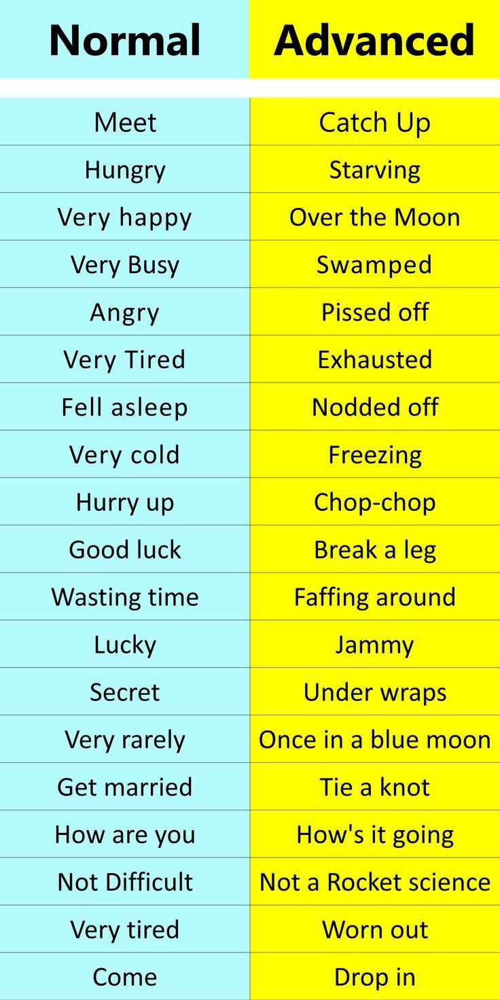 Normal Advanced
Meet Catch Up
Hungry Starving
Very happy Over the Moon
Very Busy Swamped
Angry Pissed off
Very Tired Exhausted
Fell asleep Nodded off
Very cold Freezing
Hurry up Chop-chop
Good luck Break a leg
Wasting time Faffing around
Lucky Jammy
Secret Under wraps
Very rarely Once in a blue moon
Get married Tie a knot
How are you How's it going
Not Difficult Not a Rocket science
Very tired Worn out
Come Drop in